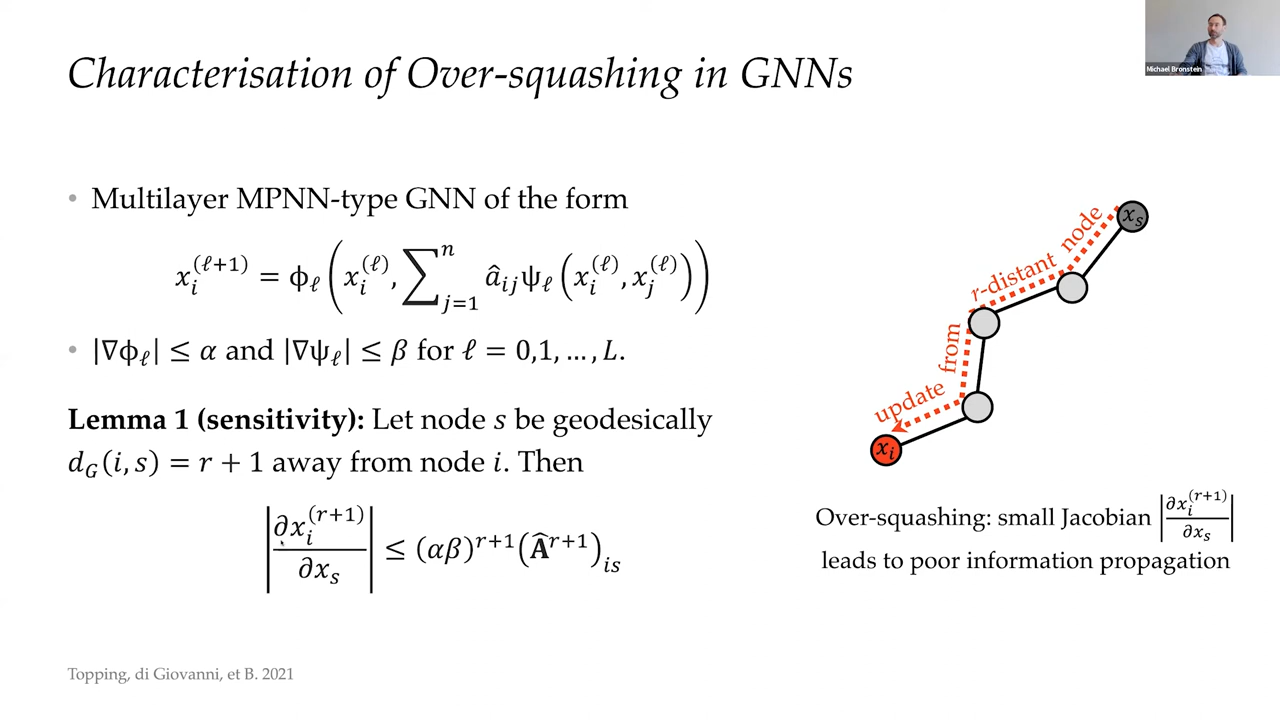 Michael Bronstein
Characterisation of Over-squashing in GNNs
• Multilayer MPNN-type GNN of the form
x_i^{(ℓ+1)} = ϕ_ℓ ( x_i^{(ℓ)}, ∑_{j=1}^{n} â_{ij} ψ_ℓ ( x_i^{(ℓ)}, x_j^{(ℓ)} ) )
• |∇ϕ_ℓ| ≤ α and |∇ψ_ℓ| ≤ β for ℓ = 0,1, … , L.
Lemma 1 (sensitivity): Let node s be geodesically
d_G(i, s) = r + 1 away from node i. Then
|∂x_i^{(r+1)} / ∂x_s| ≤ (αβ)^{r+1} (Â^{r+1})_{is}
x_s
update from r-distant node
x_i
Over-squashing: small Jacobian |∂x_i^{(r+1)} / ∂x_s|
leads to poor information propagation
Topping, di Giovanni, et B. 2021